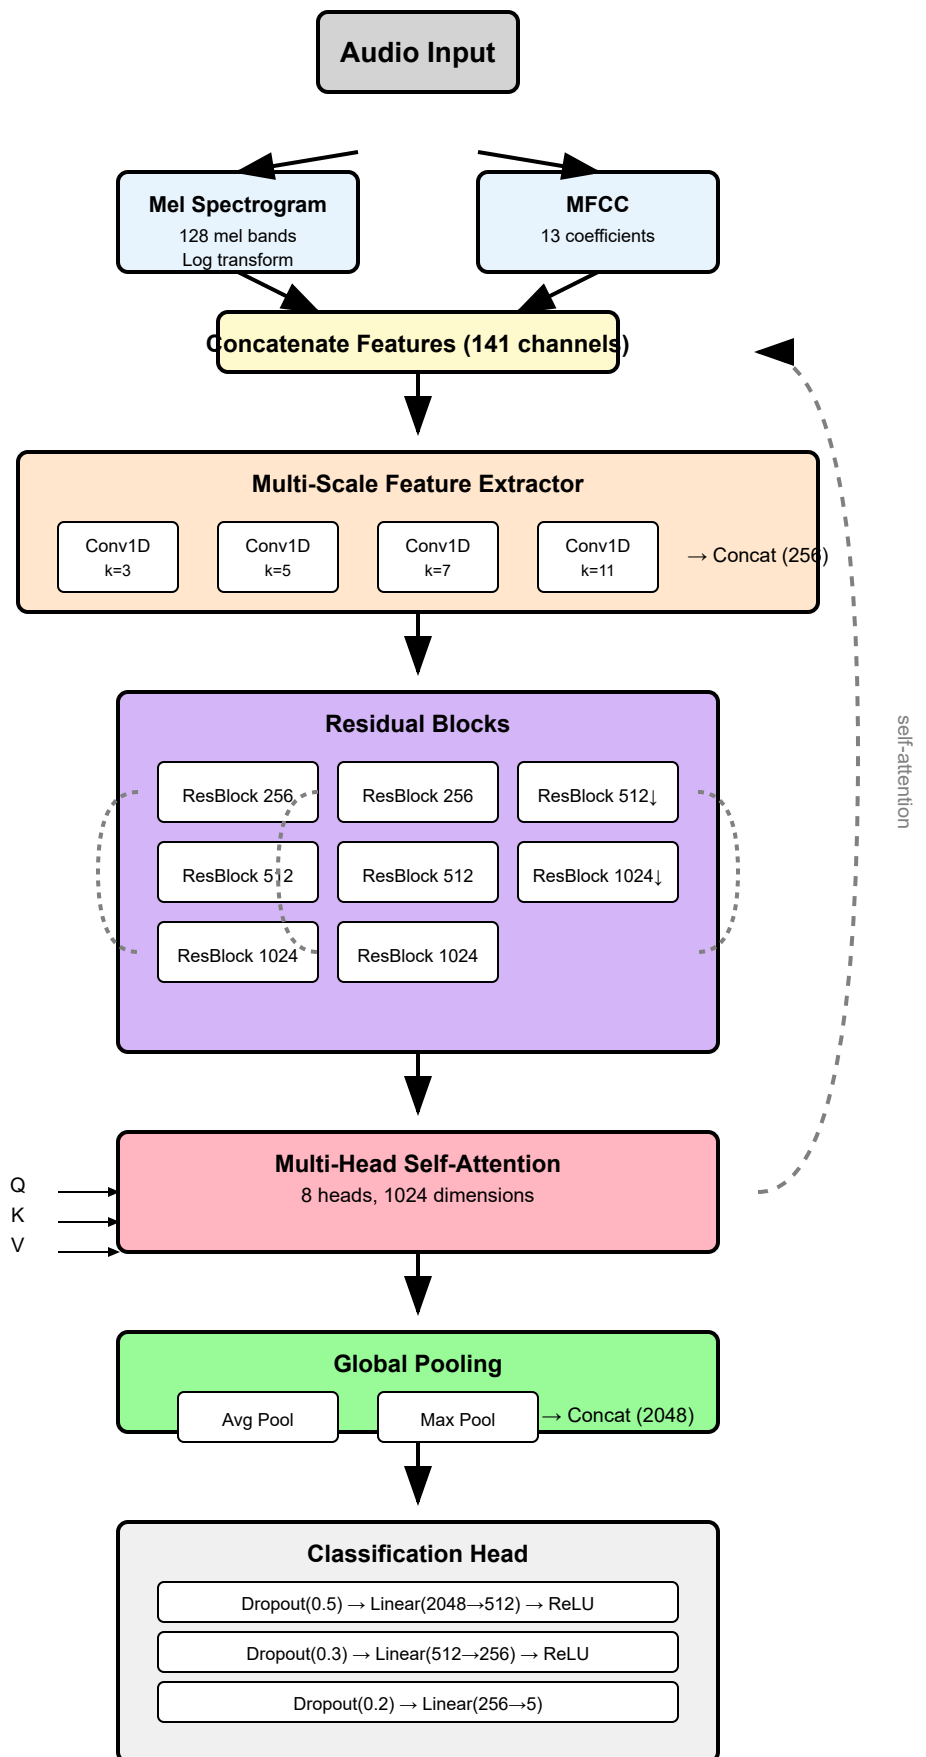 Audio Input
Mel Spectrogram
128 mel bands
Log transform
MFCC
13 coefficients
Concatenate Features (141 channels)
Multi-Scale Feature Extractor
Conv1D
k=3
Conv1D
k=5
Conv1D
k=7
Conv1D
k=11
→ Concat (256)
self-attention
Residual Blocks
ResBlock 256
ResBlock 256
ResBlock 512↓
ResBlock 512
ResBlock 512
ResBlock 1024↓
ResBlock 1024
ResBlock 1024
Multi-Head Self-Attention
8 heads, 1024 dimensions
Q
K
V
Global Pooling
Avg Pool
Max Pool
→ Concat (2048)
Classification Head
Dropout(0.5) → Linear(2048→512) → ReLU
Dropout(0.3) → Linear(512→256) → ReLU
Dropout(0.2) → Linear(256→5)